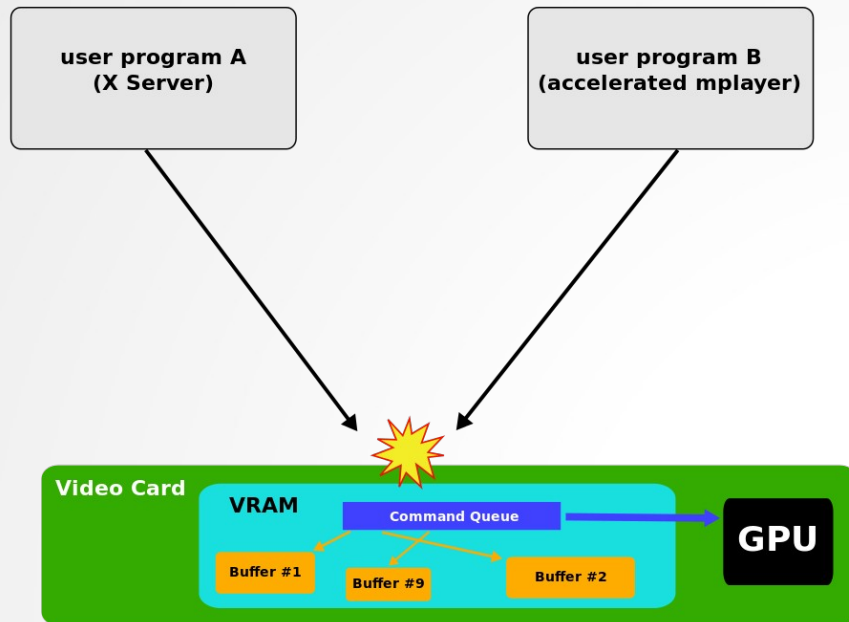 user program A
(X Server)
user program B
(accelerated mplayer)
Video Card
VRAM
Command Queue
GPU
Buffer #1
Buffer #9
Buffer #2